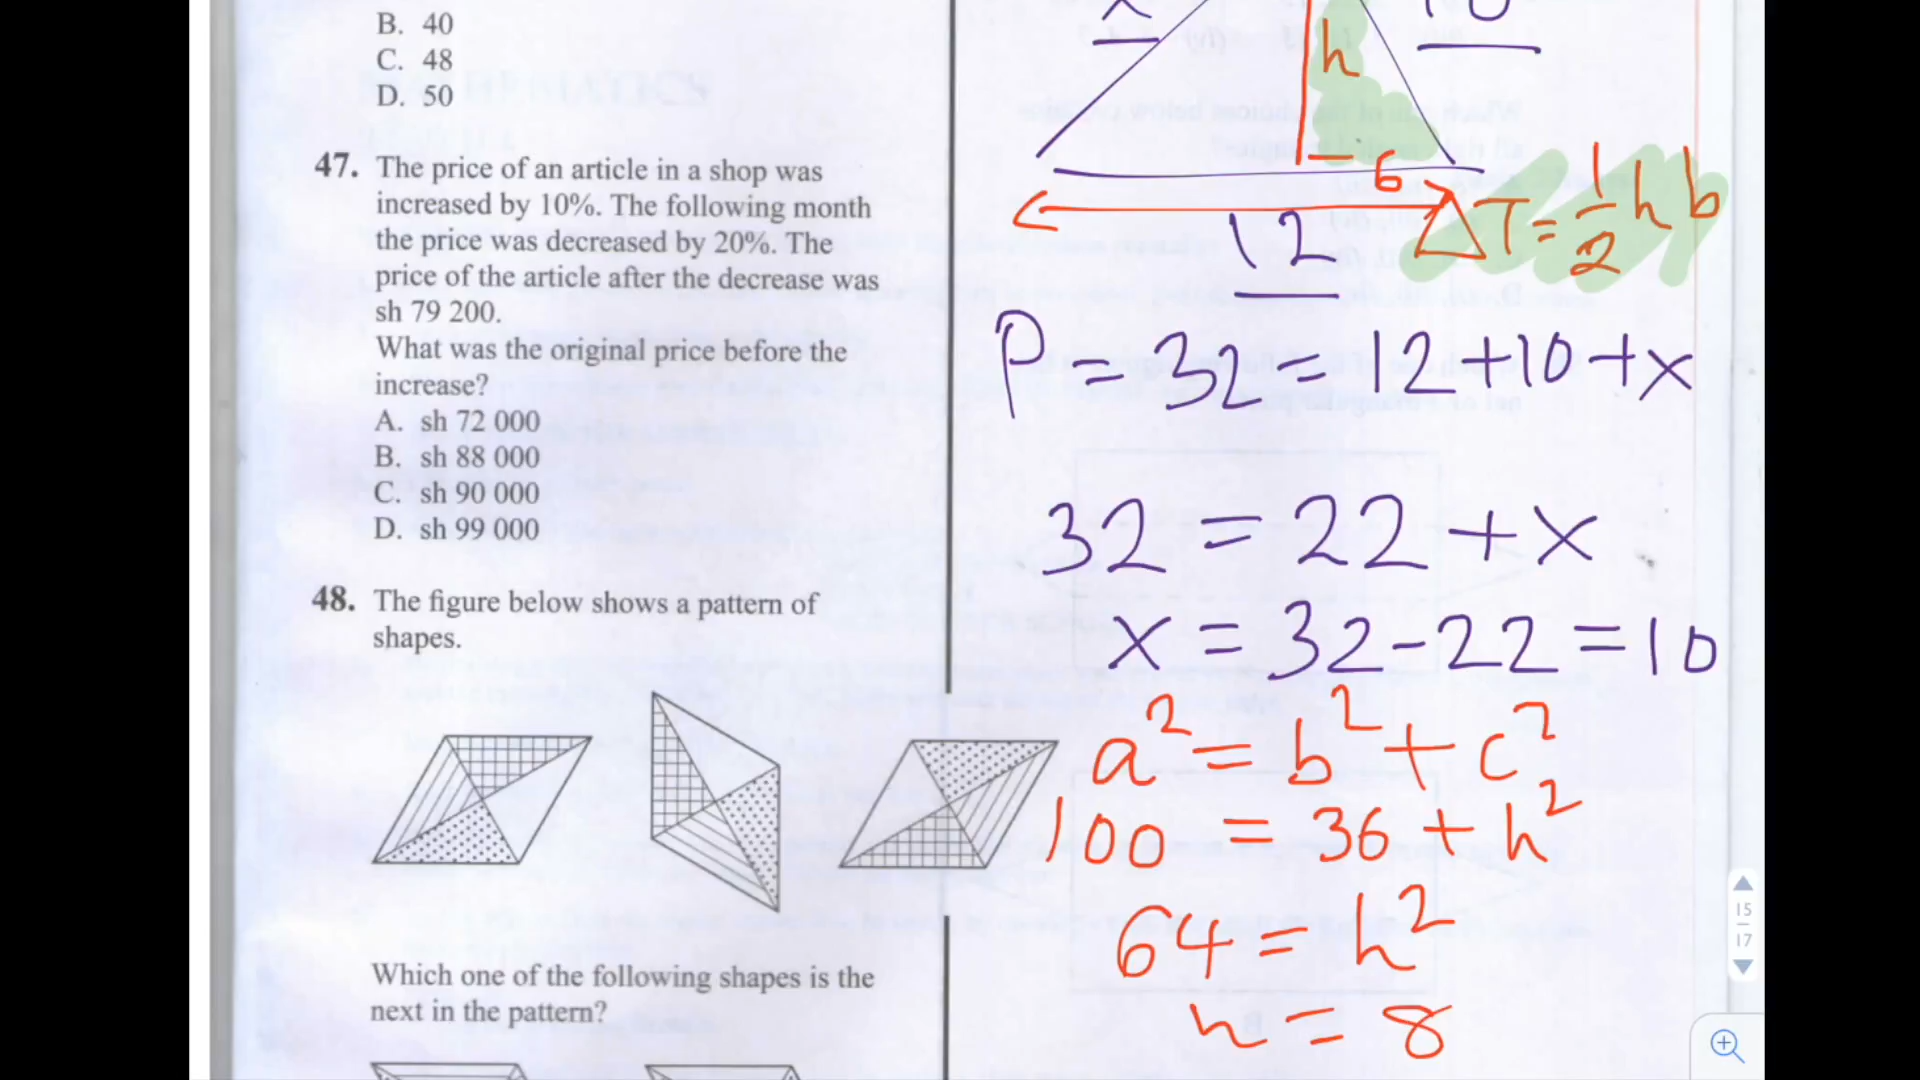 B. 40
C. 48
D. 50
47. The price of an article in a shop was
increased by 10%. The following month
the price was decreased by 20%. The
price of the article after the decrease was
sh 79 200.
What was the original price before the
increase?
A. sh 72 000
B. sh 88 000
C. sh 90 000
D. sh 99 000
48. The figure below shows a pattern of
shapes.
Which one of the following shapes is the
next in the pattern?
x
h
10
6
12
ΔT = 1/2 h b
P = 32 = 12 + 10 + x
32 = 22 + x
x = 32 - 22 = 10
a² = b² + c²
100 = 36 + h²
64 = h²
h = 8
15
17